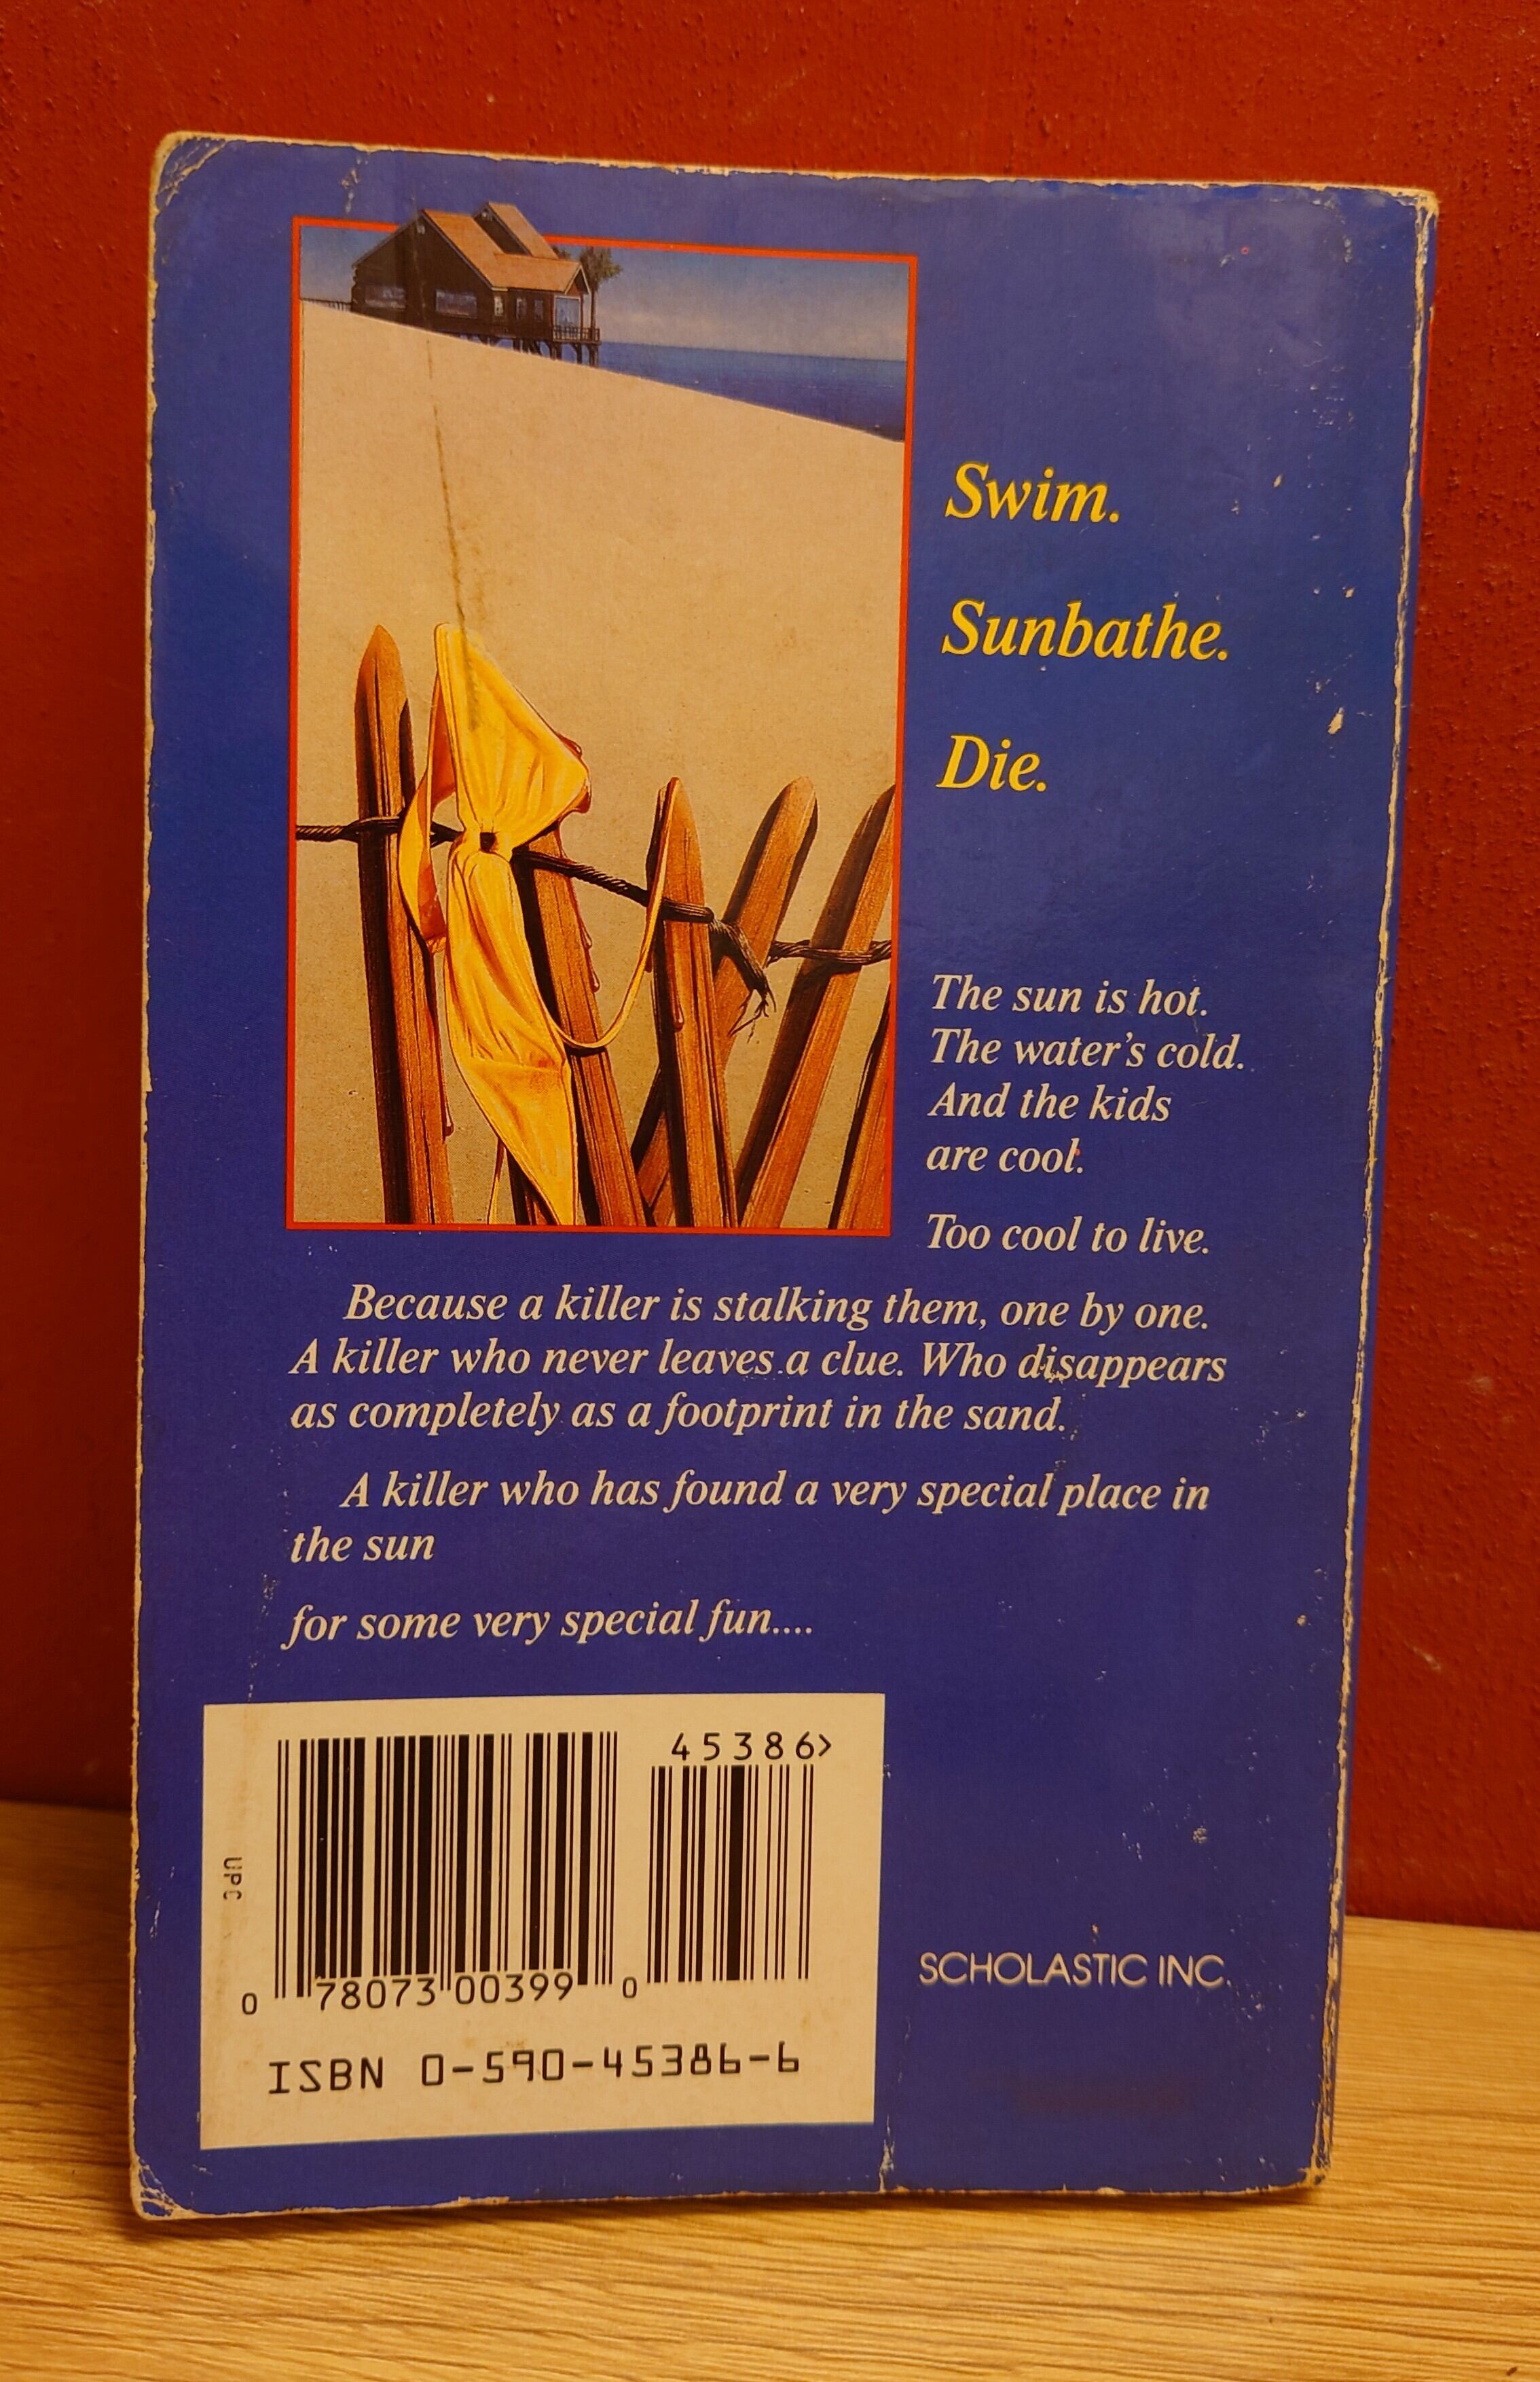 Swim.
Sunbathe.
Die.
The sun is hot.
The water's cold.
And the kids
are cool.
Too cool to live.
Because a killer is stalking them, one by one.
A killer who never leaves a clue. Who disappears
as completely as a footprint in the sand.
A killer who has found a very special place in
the sun
for some very special fun....
45386>
UPC
0 78073 00399 0
ISBN 0-590-45386-6
SCHOLASTIC INC.